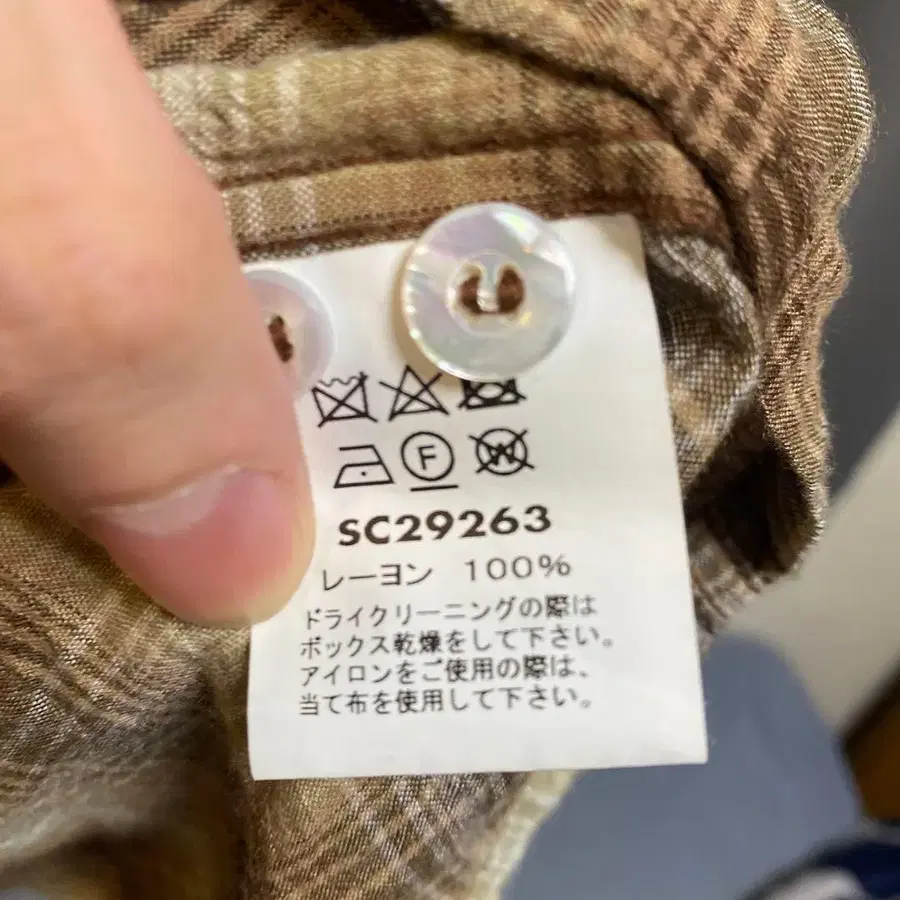 F W
SC29263
レーヨン 100%
ドライクリーニングの際は
ボックス乾燥をして下さい。
アイロンをご使用の際は、
当て布を使用して下さい。